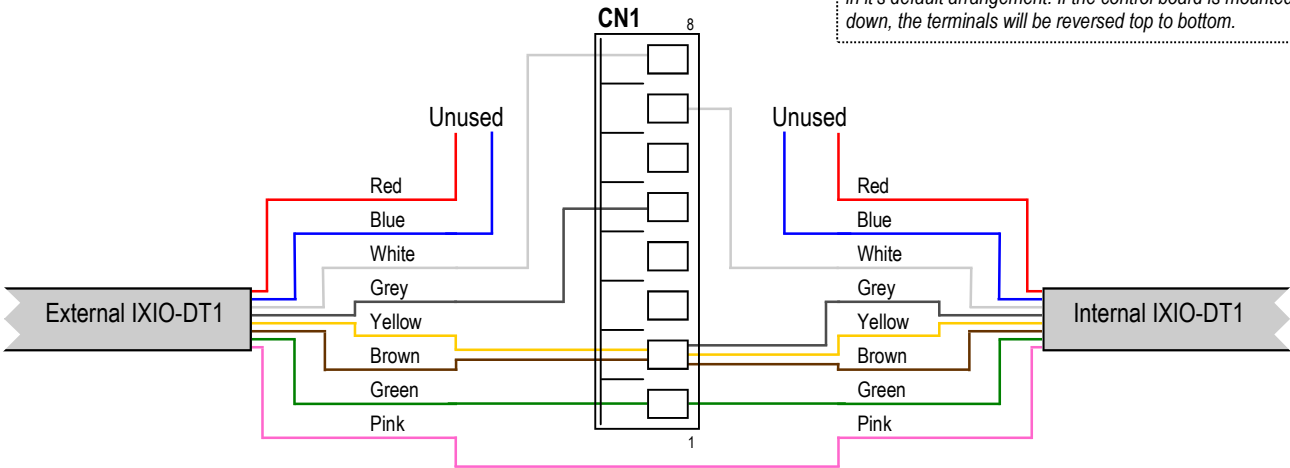 in it's default arrangement. If the control board is mounted
down, the terminals will be reversed top to bottom.
CN1
8
Unused
Unused
Red
Red
Blue
Blue
White
White
Grey
Grey
External IXIO-DT1
Internal IXIO-DT1
Yellow
Yellow
Brown
Brown
Green
Green
Pink
Pink
1